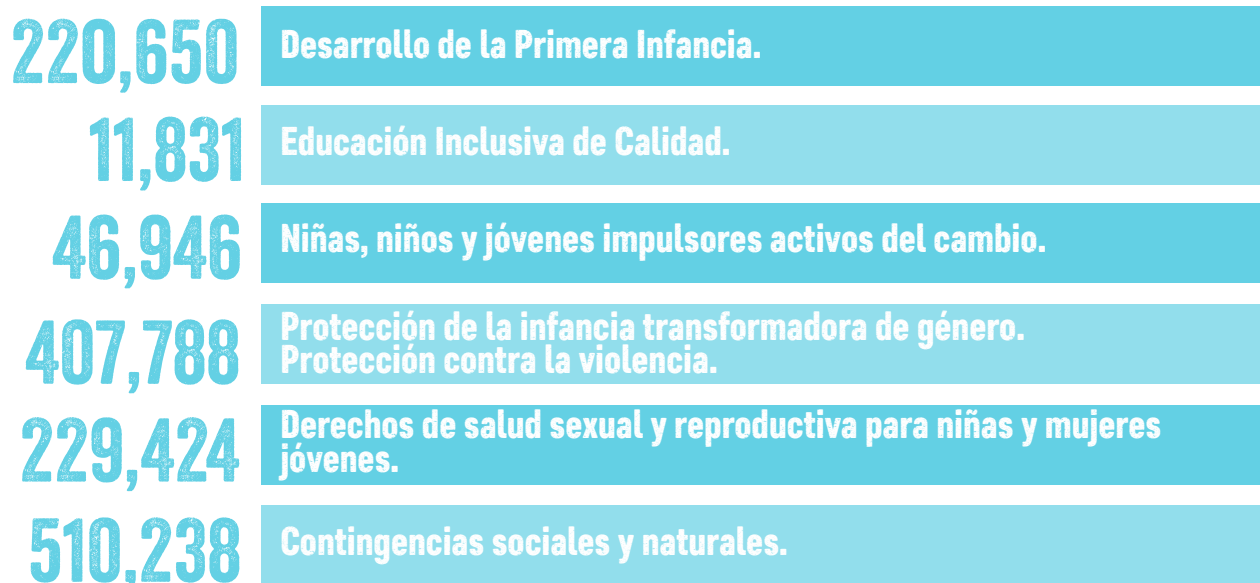 220,650 Desarrollo de la Primera Infancia.
11,831 Educación Inclusiva de Calidad.
46,946 Niñas, niños y jóvenes impulsores activos del cambio.
407,788 Protección de la infancia transformadora de género.
Protección contra la violencia.
229,424 Derechos de salud sexual y reproductiva para niñas y mujeres
jóvenes.
510,238 Contingencias sociales y naturales.